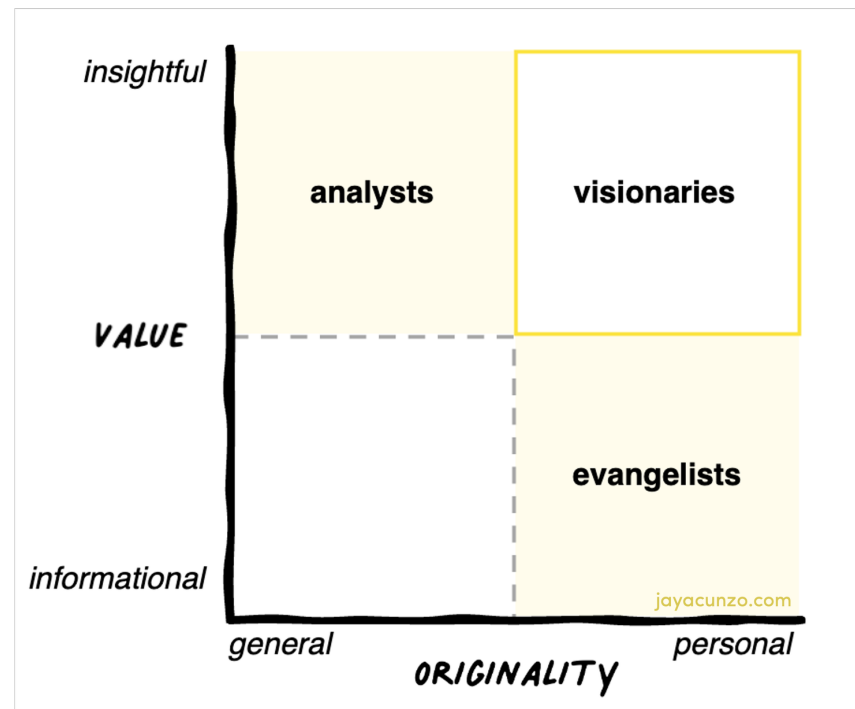 insightful
analysts
visionaries
VALUE
evangelists
informational
jayacunzo.com
general
personal
ORIGINALITY